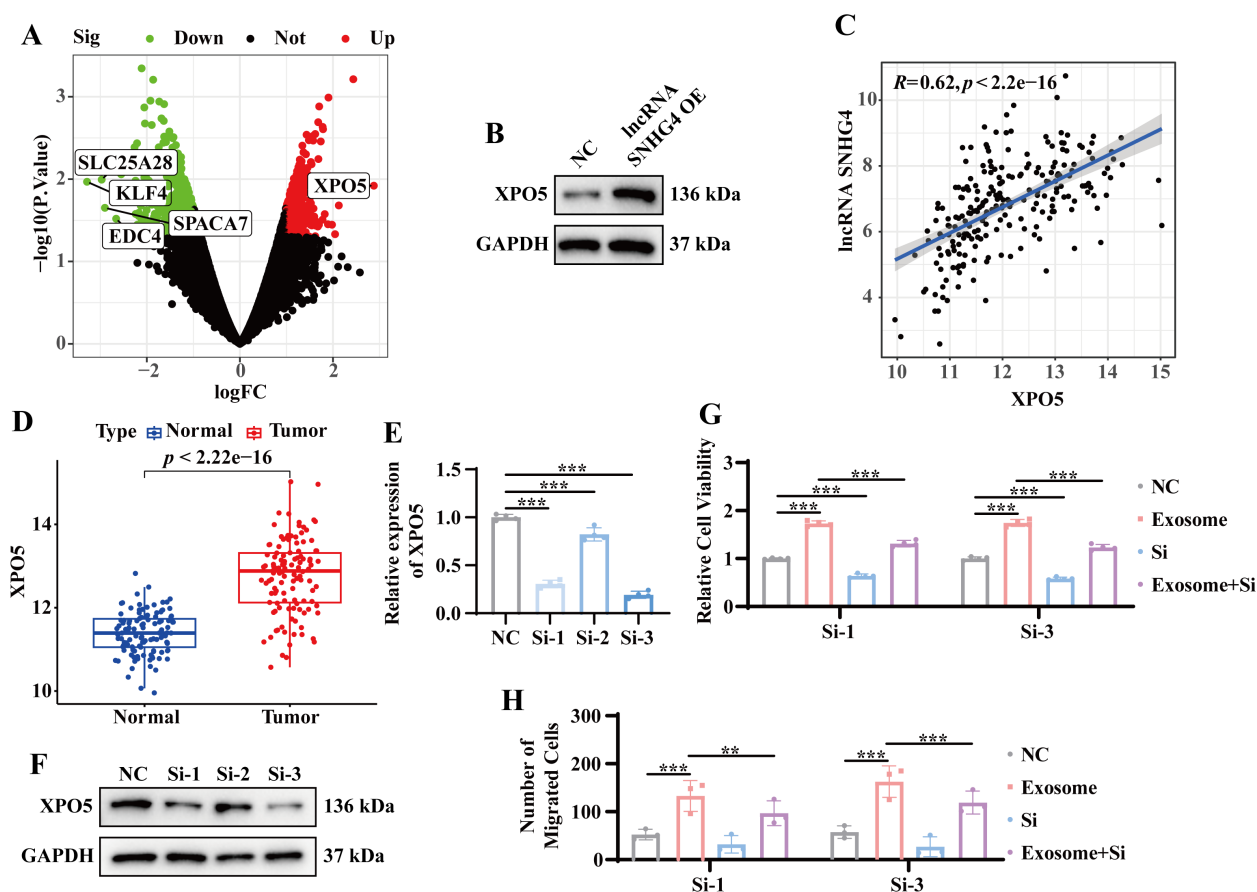 A
Sig Down Not Up
−log10(P.Value)
3
2
1
0
SLC25A28
KLF4
SPACA7
EDC4
XPO5
−2 0 2
logFC
B
NC
lncRNA
SNHG4 OE
XPO5 136 kDa
GAPDH 37 kDa
C
R=0.62, p<2.2e−16
lncRNA SNHG4
10
8
6
4
10 11 12 13 14 15
XPO5
D
Type Normal Tumor
p < 2.22e−16
XPO5
14
12
10
Normal Tumor
E
Relative expression
of XPO5
1.5
1.0
0.5
0.0
***
***
***
NC Si-1 Si-2 Si-3
F
NC Si-1 Si-2 Si-3
XPO5 136 kDa
GAPDH 37 kDa
G
Relative Cell Viability
3
2
1
0
*** ***
*** ***
*** ***
Si-1 Si-3
NC
Exosome
Si
Exosome+Si
H
Number of
Migrated Cells
300
200
100
0
** ***
*** ***
Si-1 Si-3
NC
Exosome
Si
Exosome+Si